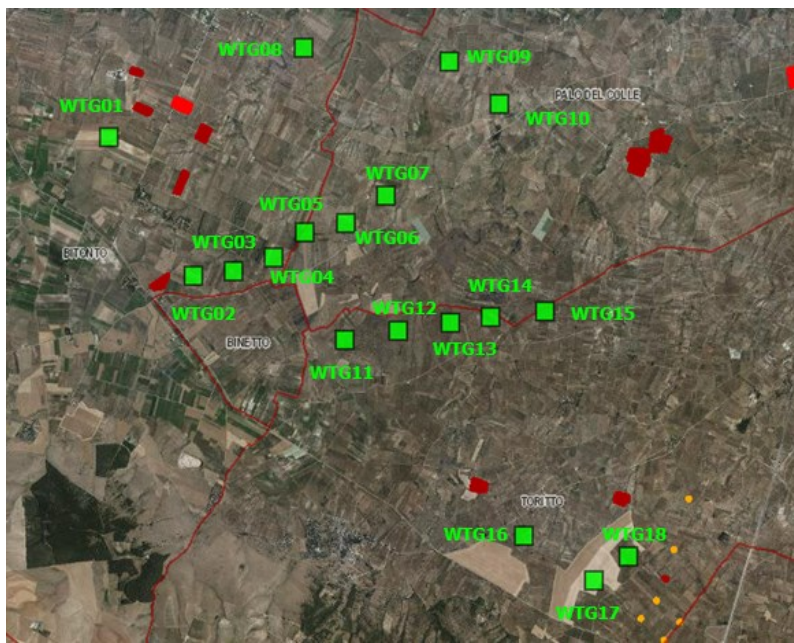 WTG08
WTG09
PALO DEL COLLE
WTG01
WTG10
WTG07
WTG05
WTG06
WTG03
BITONTO
WTG04
WTG14
WTG12
WTG02
WTG15
BINETTO
WTG13
WTG11
TORITTO
WTG16
WTG18
WTG17